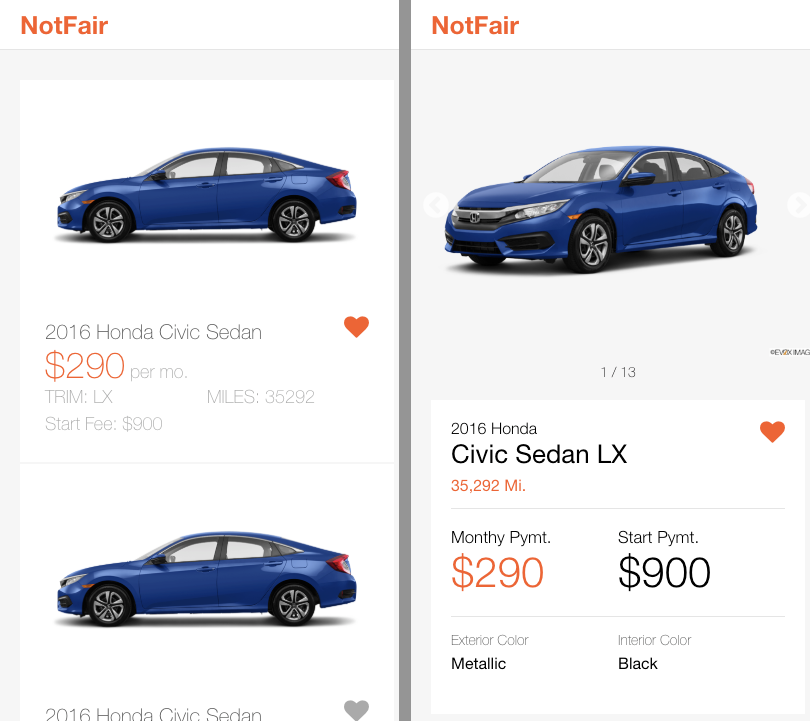 NotFair
2016 Honda Civic Sedan
$290 per mo.
TRIM: LX MILES: 35292
Start Fee: $900
2016 Honda Civic Sedan
NotFair
©EVOX IMAG
1 / 13
2016 Honda
Civic Sedan LX
35,292 Mi.
Monthy Pymt. Start Pymt.
$290 $900
Exterior Color Interior Color
Metallic Black